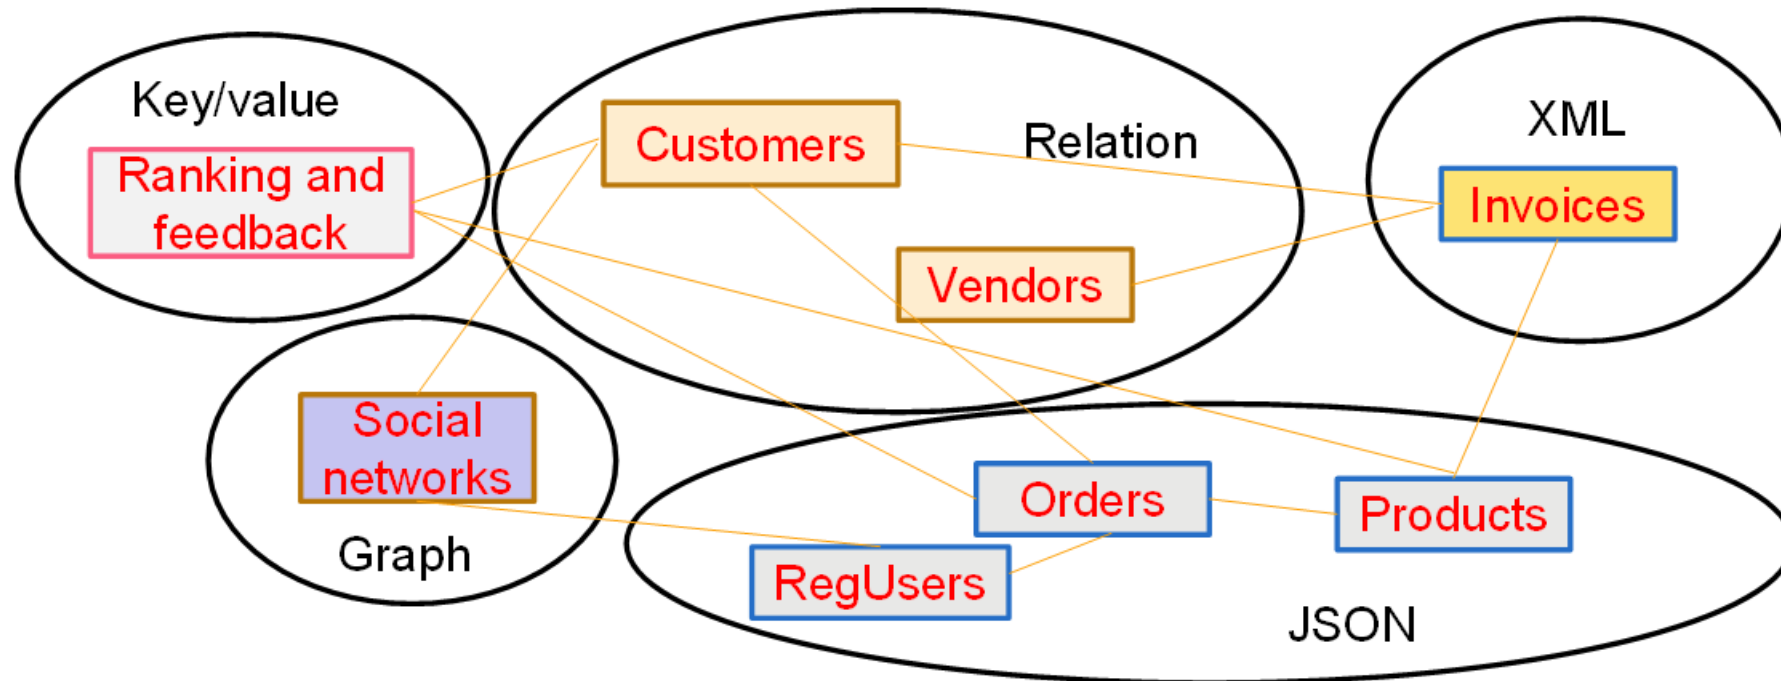 Key/value
Ranking and
feedback
Customers
Relation
Vendors
XML
Invoices
Social
networks
Graph
Orders
Products
RegUsers
JSON